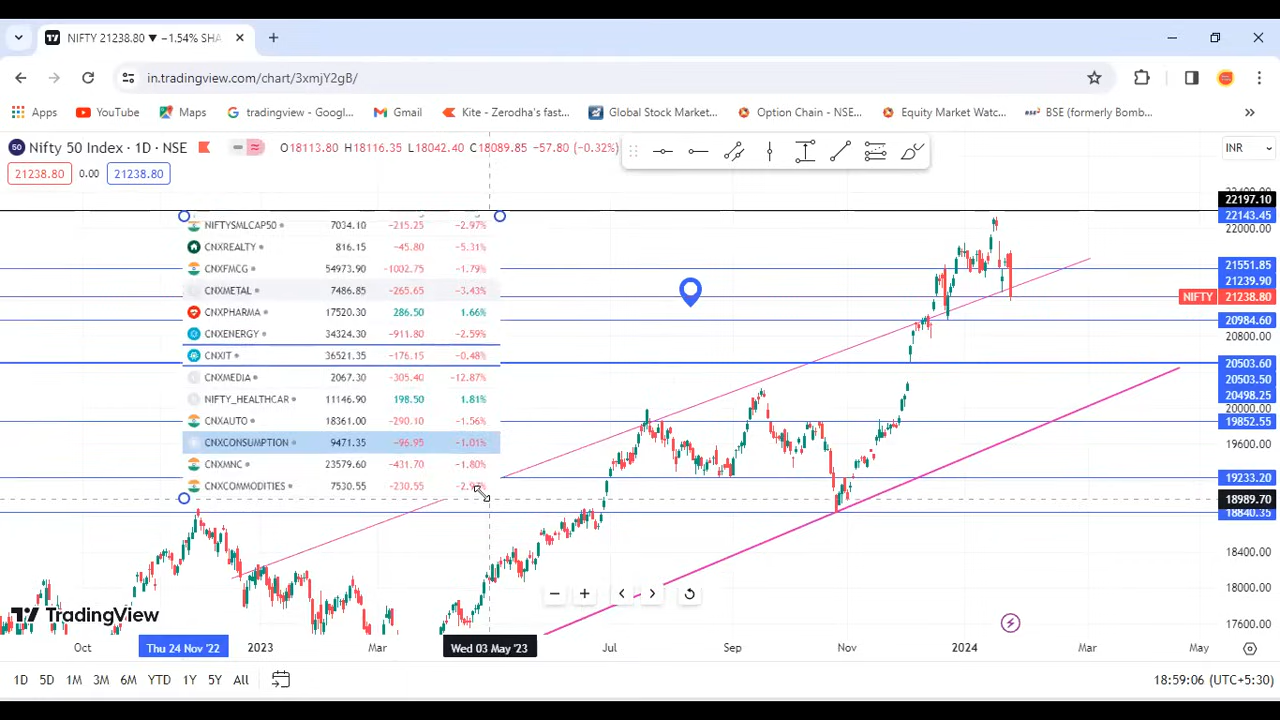 NIFTY 21238.80 ▼ −1.54% SHA
in.tradingview.com/chart/3xmjY2gB/
Apps YouTube Maps tradingview - Googl... Gmail Kite - Zerodha's fast... Global Stock Market... Option Chain - NSE... Equity Market Watc... BSE (formerly Bomb...
50 Nifty 50 Index · 1D · NSE O18113.80 H18116.35 L18042.40 C18089.85 −57.80 (−0.32%) INR
21238.80 0.00 21238.80
22197.10
NIFTYSMLCAP50 7034.10 −215.25 −2.97% 22143.45
22000.00
CNXREALTY 816.15 −45.80 −5.31%
CNXFMCG 54973.90 −1002.75 −1.79% 21551.85
21239.90
CNXMETAL 7486.85 −265.65 −3.43% NIFTY 21238.80
CNXPHARMA 17520.30 286.50 1.66% 20984.60
CNXENERGY 34324.30 −911.80 −2.59% 20800.00
CNXIT 36521.35 −176.15 −0.48% 20503.60
CNXMEDIA 2067.30 −305.40 −12.87% 20503.50
NIFTY_HEALTHCAR 11146.90 198.50 1.81% 20498.25
20000.00
CNXAUTO 18361.00 −290.10 −1.56% 19852.55
CNXCONSUMPTION 9471.35 −96.95 −1.01% 19600.00
CNXMNC 23579.60 −431.70 −1.80% 19233.20
CNXCOMMODITIES 7530.55 −230.55
18989.70
18840.35
18400.00
18000.00
TradingView
17600.00
Oct Thu 24 Nov '22 2023 Mar Wed 03 May '23 Jul Sep Nov 2024 Mar May
1D 5D 1M 3M 6M YTD 1Y 5Y All 18:59:06 (UTC+5:30)